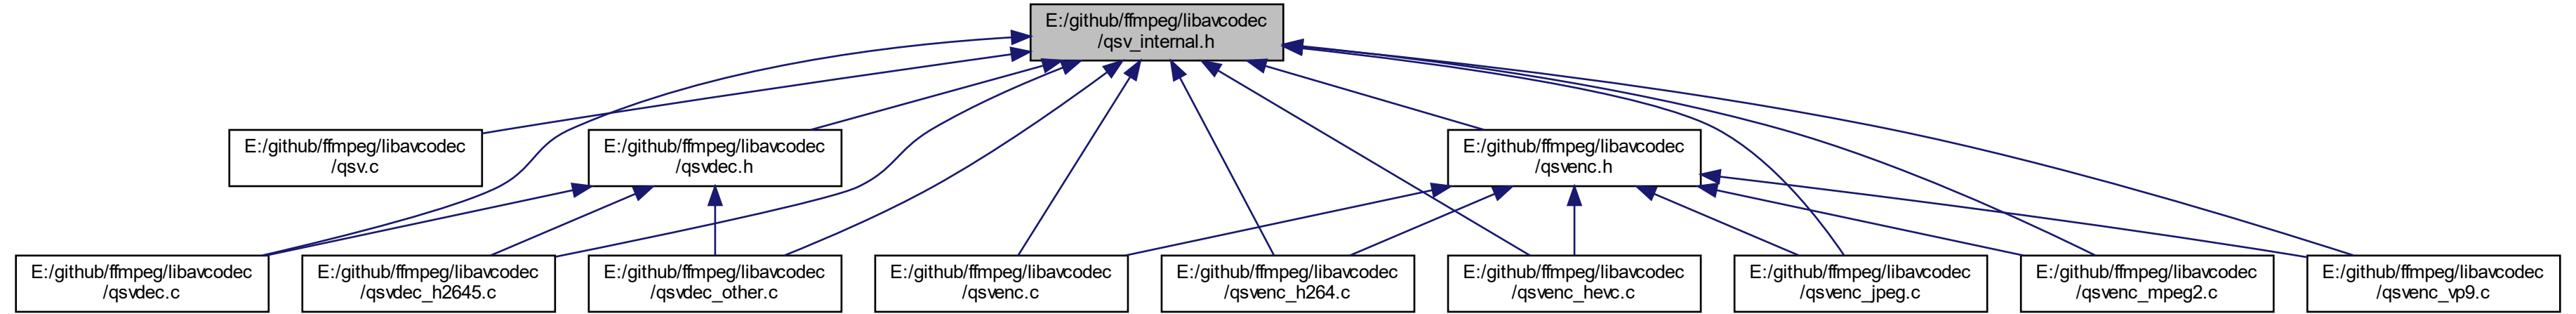 E:/github/ffmpeg/libavcodec
/qsv_internal.h
E:/github/ffmpeg/libavcodec
/qsv.c
E:/github/ffmpeg/libavcodec
/qsvdec.h
E:/github/ffmpeg/libavcodec
/qsvenc.h
E:/github/ffmpeg/libavcodec
/qsvdec.c
E:/github/ffmpeg/libavcodec
/qsvdec_h2645.c
E:/github/ffmpeg/libavcodec
/qsvdec_other.c
E:/github/ffmpeg/libavcodec
/qsvenc.c
E:/github/ffmpeg/libavcodec
/qsvenc_h264.c
E:/github/ffmpeg/libavcodec
/qsvenc_hevc.c
E:/github/ffmpeg/libavcodec
/qsvenc_jpeg.c
E:/github/ffmpeg/libavcodec
/qsvenc_mpeg2.c
E:/github/ffmpeg/libavcodec
/qsvenc_vp9.c